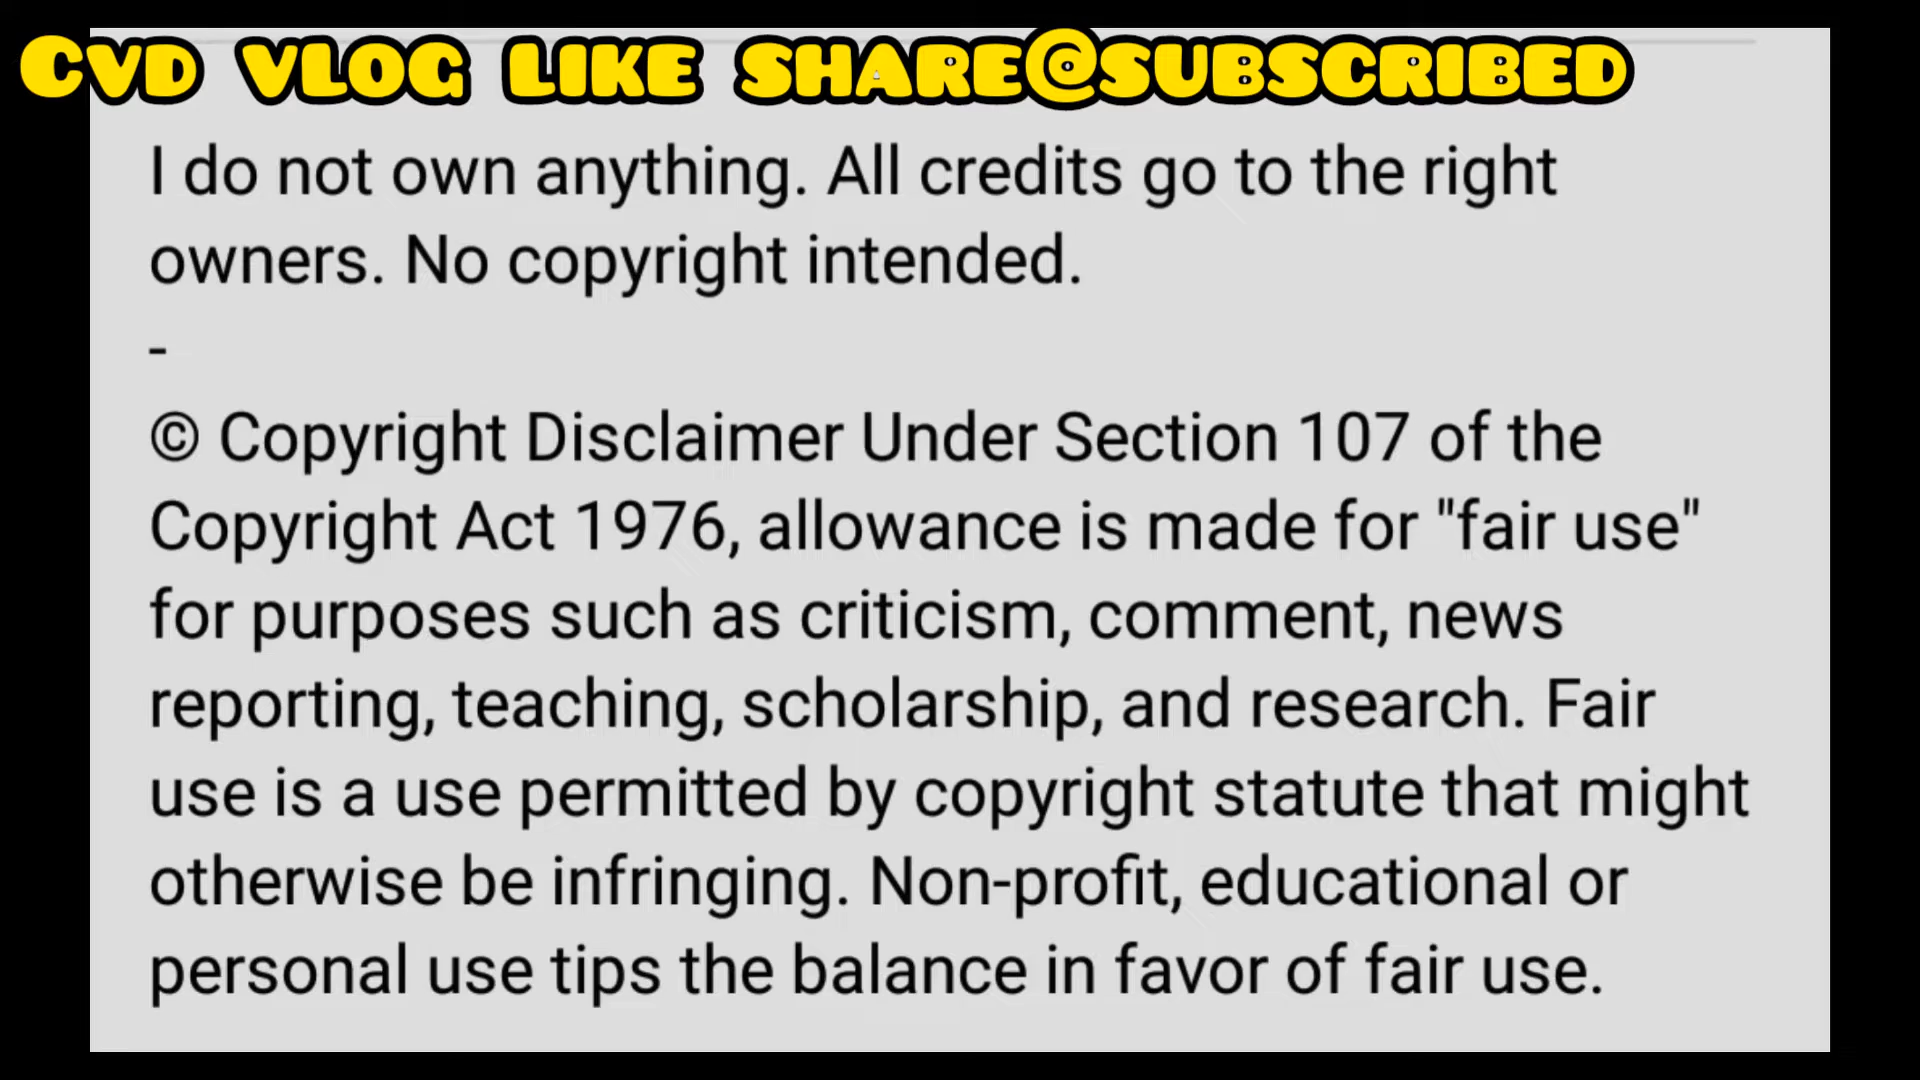 Cvd vlog like share@subscribed
I do not own anything. All credits go to the right
owners. No copyright intended.
-
© Copyright Disclaimer Under Section 107 of the
Copyright Act 1976, allowance is made for "fair use"
for purposes such as criticism, comment, news
reporting, teaching, scholarship, and research. Fair
use is a use permitted by copyright statute that might
otherwise be infringing. Non-profit, educational or
personal use tips the balance in favor of fair use.